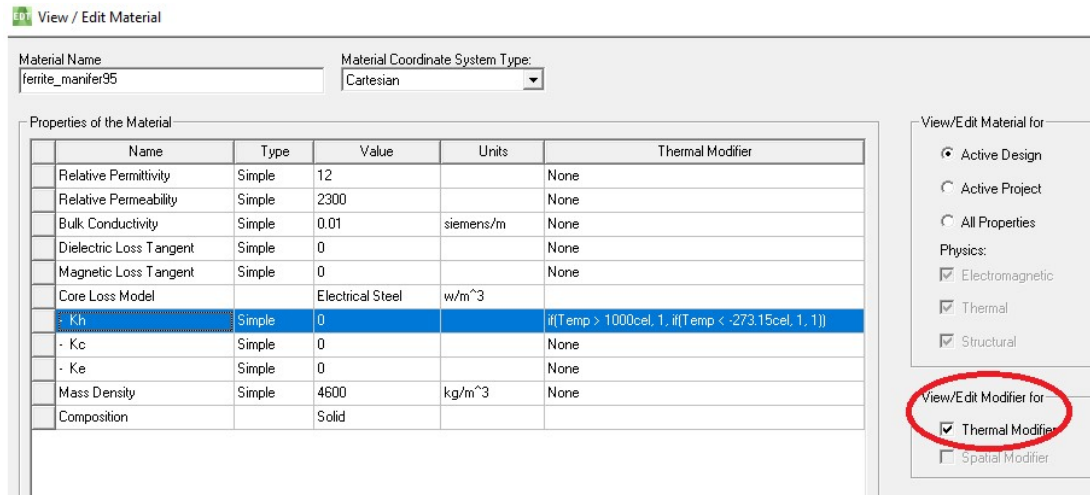 EDT View / Edit Material
Material Name Material Coordinate System Type:
ferrite_manifer95 Cartesian
Properties of the Material View/Edit Material for
Name Type Value Units Thermal Modifier
Relative Permittivity Simple 12 None
Active Design
Relative Permeability Simple 2300 None
Active Project
Bulk Conductivity Simple 0.01 siemens/m None
All Properties
Dielectric Loss Tangent Simple 0 None
Physics:
Magnetic Loss Tangent Simple 0 None
Electromagnetic
Core Loss Model Electrical Steel w/m^3
Thermal
- Kh Simple 0 if(Temp > 1000cel, 1, if(Temp < -273.15cel, 1, 1))
- Kc Simple 0 None
Structural
- Ke Simple 0 None
Mass Density Simple 4600 kg/m^3 None
View/Edit Modifier for
Composition Solid
Thermal Modifier
Spatial Modifier